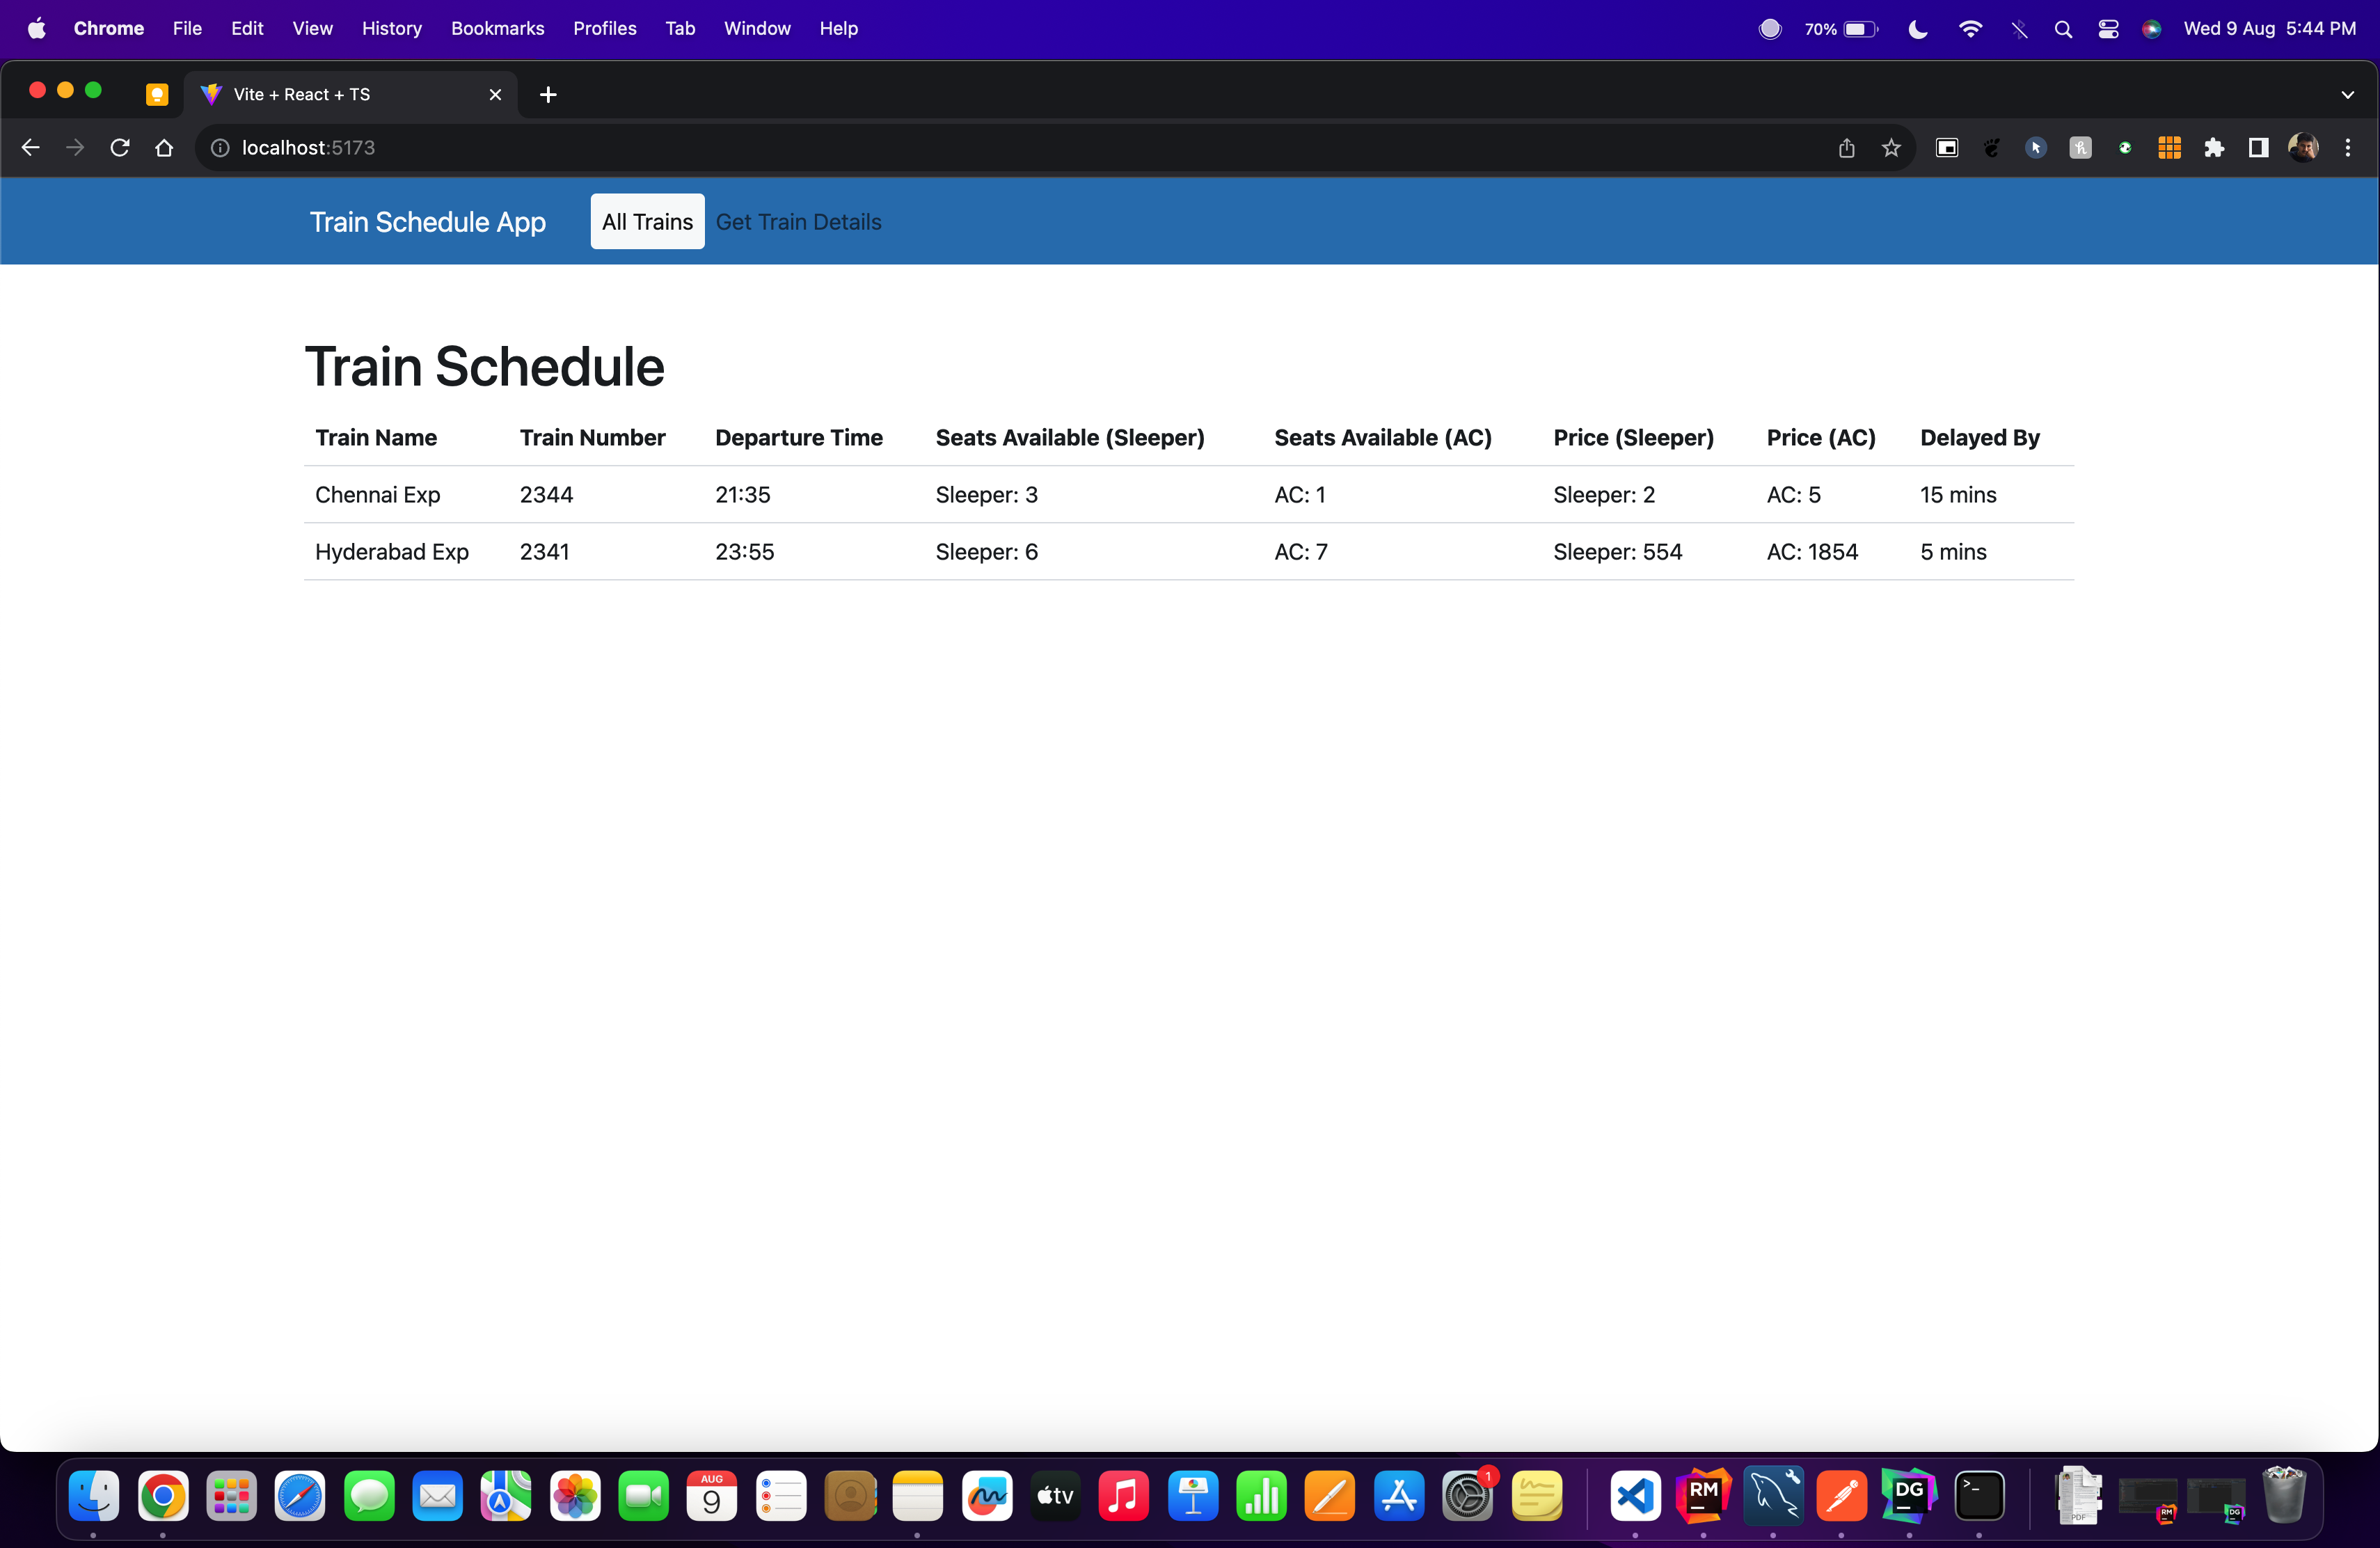 Chrome File Edit View History Bookmarks Profiles Tab Window Help 70% Wed 9 Aug 5:44 PM
Vite + React + TS
localhost:5173
Train Schedule App All Trains Get Train Details
Train Schedule
Train Name Train Number Departure Time Seats Available (Sleeper) Seats Available (AC) Price (Sleeper) Price (AC) Delayed By
Chennai Exp 2344 21:35 Sleeper: 3 AC: 1 Sleeper: 2 AC: 5 15 mins
Hyderabad Exp 2341 23:55 Sleeper: 6 AC: 7 Sleeper: 554 AC: 1854 5 mins
AUG
9
tv
1
RM
DG
>_
PDF
RM
DG